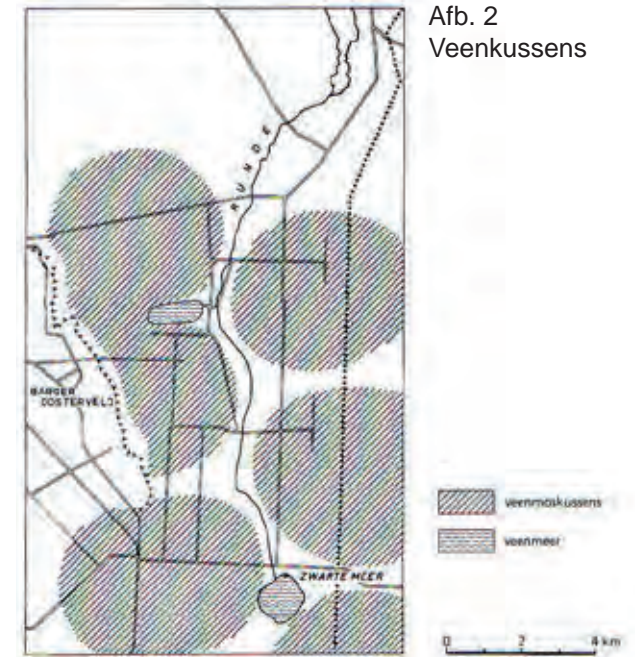 Afb. 2
Veenkussens
RUNDE
BARGER
OOSTERVELD
ZWARTE MEER
veenmoskussens
veenmeer
0 2 4 km